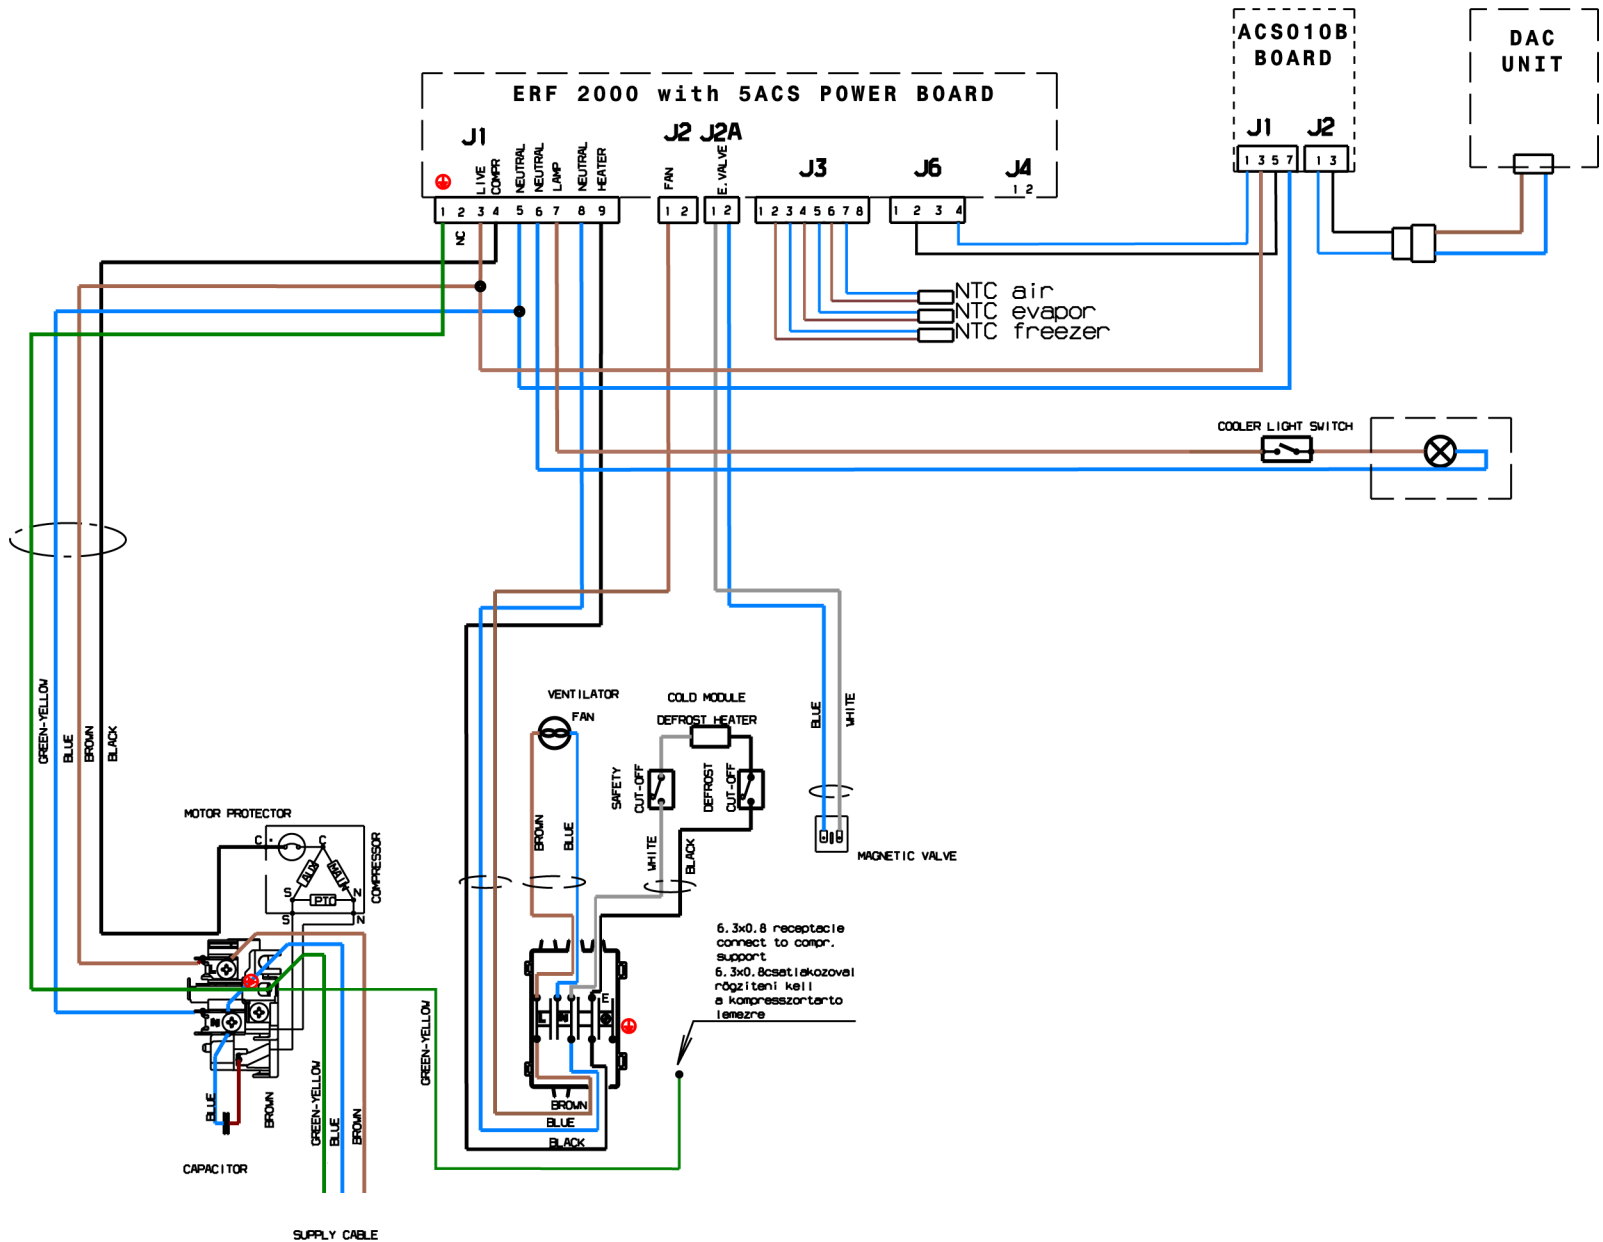 ACS010B
BOARD
DAC
UNIT
ERF 2000 with 5ACS POWER BOARD
J1
J2
J2A
J3
J6
J4
1 2
LIVE
COMPR
NEUTRAL
NEUTRAL
LAMP
NEUTRAL
HEATER
FAN
E.VALVE
1 2 3 4 5 6 7 8 9
1 2
1 2
1 2 3 4 5 6 7 8
1 2 3 4
NC
J1
J2
1 3 5 7
1 3
NTC air
NTC evapor
NTC freezer
COOLER LIGHT SWITCH
GREEN-YELLOW
BLUE
BROWN
BLACK
VENTILATOR
FAN
COLD MODULE
DEFROST HEATER
SAFETY
CUT-OFF
DEFROST
CUT-OFF
BROWN
BLUE
WHITE
BLACK
BLUE
WHITE
MAGNETIC VALVE
MOTOR PROTECTOR
COMPRESSOR
C
C
AUX
MAIN
S
PTC
N
S
N
L
N
L
N
E
6.3x0.8 receptacle
connect to compr.
support
6.3x0.8csatlakozoval
rögziteni kell
a kompresszortarto
lemezre
GREEN-YELLOW
BROWN
BLUE
BLACK
BLUE
BROWN
GREEN-YELLOW
BLUE
BROWN
CAPACITOR
SUPPLY CABLE